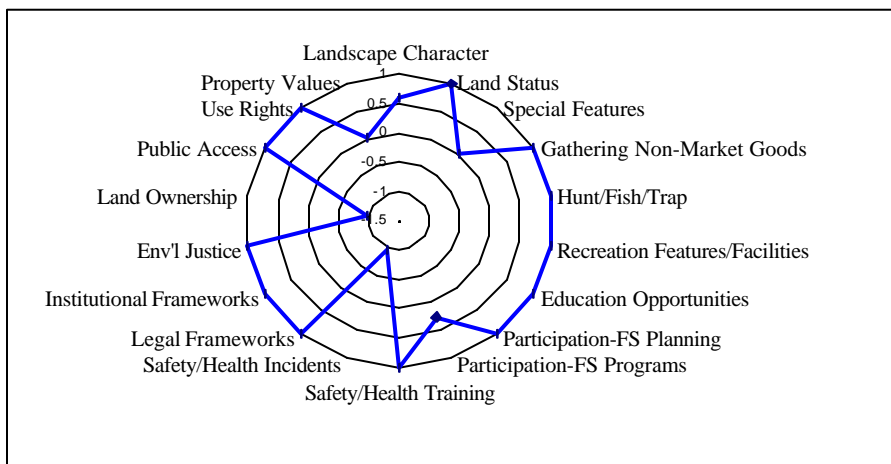 Landscape Character
1
Property Values
Land Status
Use Rights
0.5
Special Features
0
Public Access
Gathering Non-Market Goods
-0.5
Land Ownership
Hunt/Fish/Trap
-1
-1.5
Env'l Justice
Recreation Features/Facilities
Institutional Frameworks
Education Opportunities
Legal Frameworks
Participation-FS Planning
Safety/Health Incidents
Participation-FS Programs
Safety/Health Training